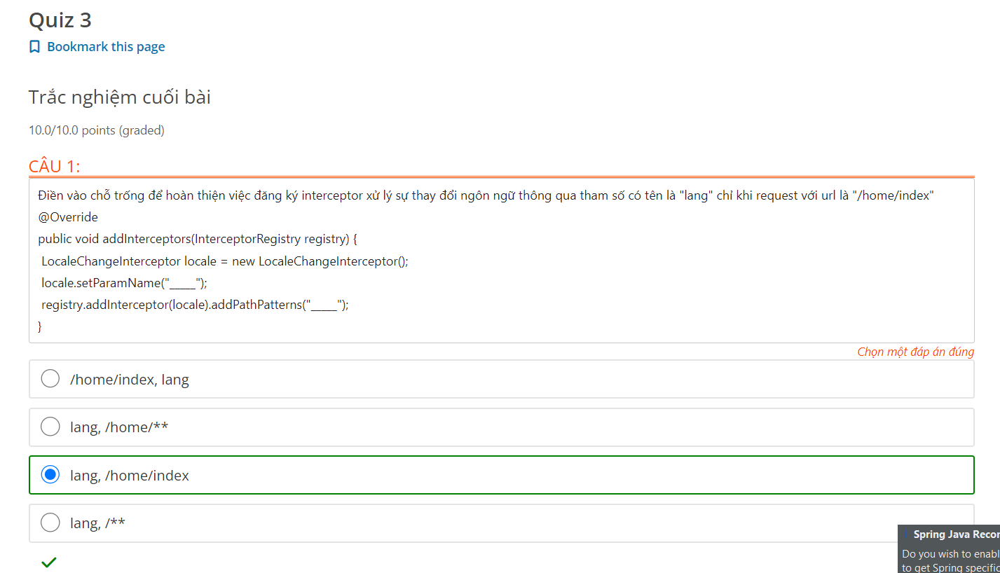 Quiz 3
Bookmark this page
Trắc nghiệm cuối bài
10.0/10.0 points (graded)
CÂU 1:
Điền vào chỗ trống để hoàn thiện việc đăng ký interceptor xử lý sự thay đổi ngôn ngữ thông qua tham số có tên là "lang" chỉ khi request với url là "/home/index"
@Override
public void addInterceptors(InterceptorRegistry registry) {
LocaleChangeInterceptor locale = new LocaleChangeInterceptor();
locale.setParamName("_____");
registry.addInterceptor(locale).addPathPatterns("_____");
}
Chọn một đáp án đúng
/home/index, lang
lang, /home/**
lang, /home/index
lang, /**
Spring Java
Do you wish to
to get Spring